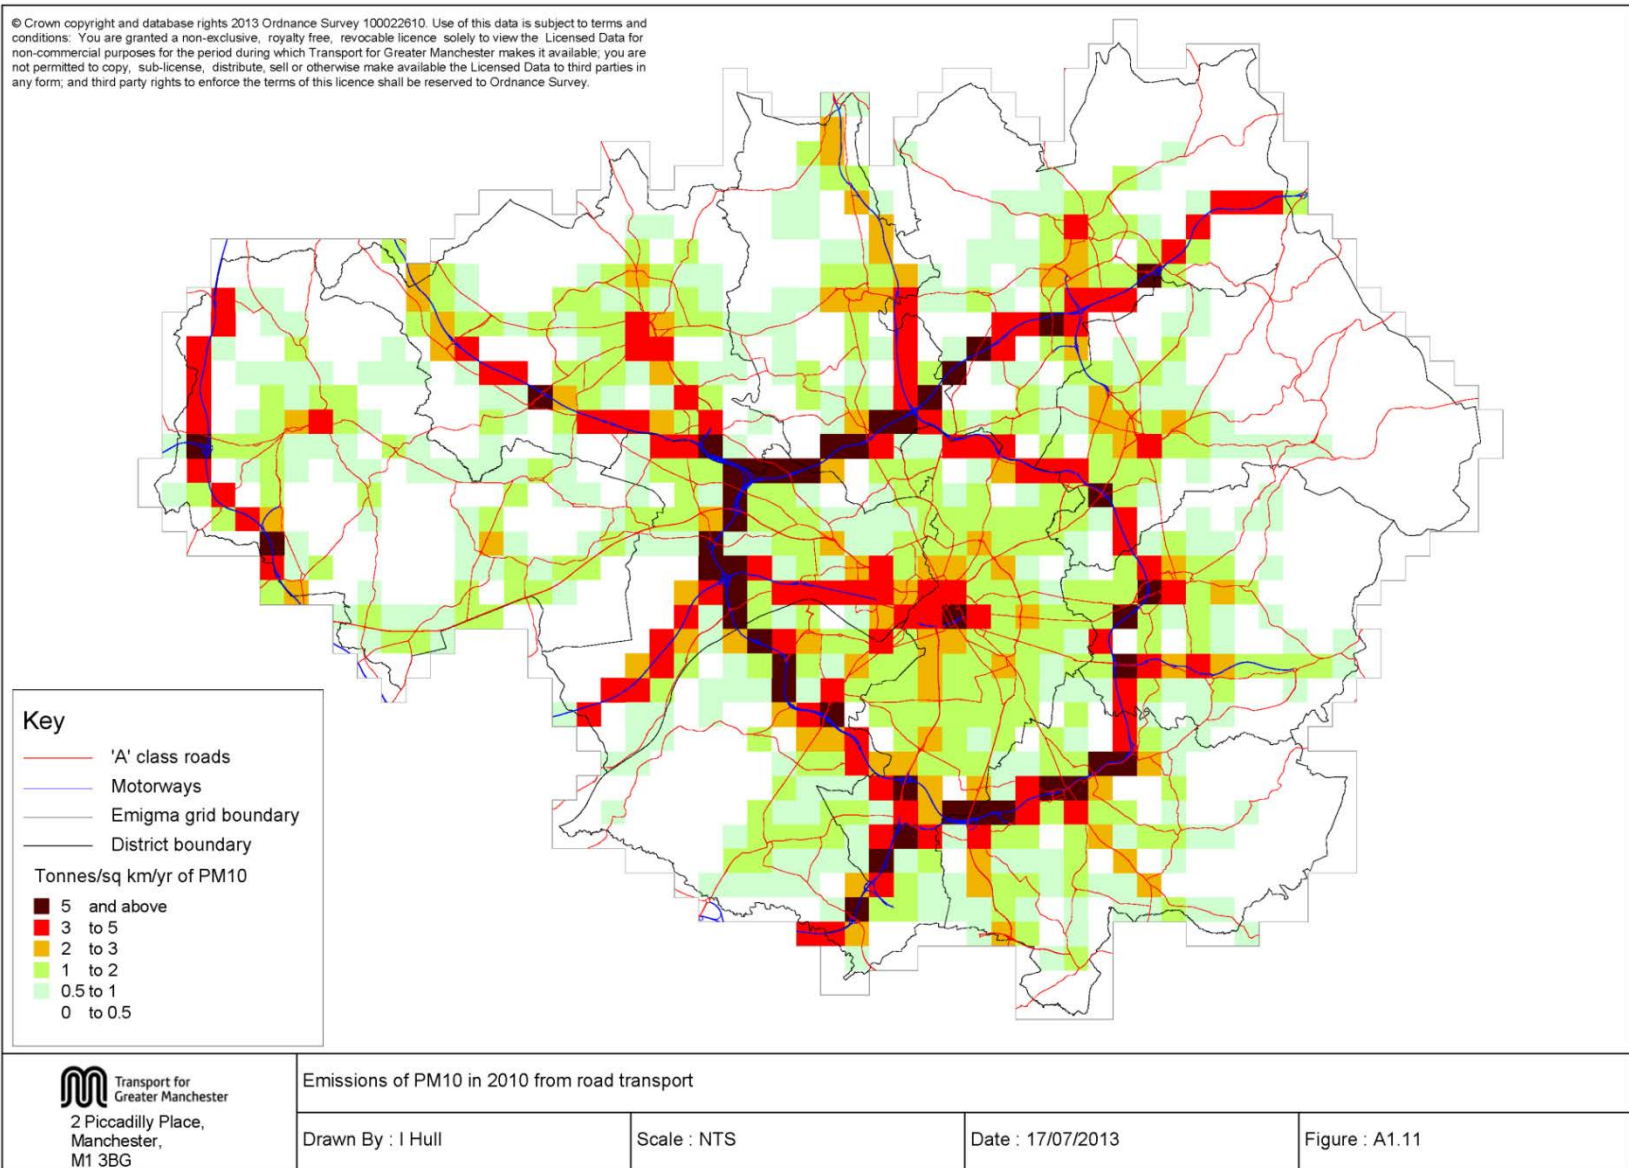 © Crown copyright and database rights 2013 Ordnance Survey 100022610. Use of this data is subject to terms and
conditions: You are granted a non-exclusive, royalty free, revocable licence solely to view the Licensed Data for
non-commercial purposes for the period during which Transport for Greater Manchester makes it available; you are
not permitted to copy, sub-license, distribute, sell or otherwise make available the Licensed Data to third parties in
any form; and third party rights to enforce the terms of this licence shall be reserved to Ordnance Survey.
Key
'A' class roads
Motorways
Emigma grid boundary
District boundary
Tonnes/sq km/yr of PM10
5 and above
3 to 5
2 to 3
1 to 2
0.5 to 1
0 to 0.5
Transport for
Greater Manchester
2 Piccadilly Place,
Manchester,
M1 3BG
Emissions of PM10 in 2010 from road transport
Drawn By : I Hull
Scale : NTS
Date : 17/07/2013
Figure : A1.11